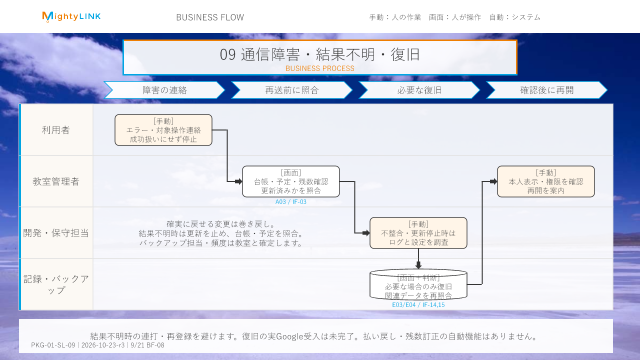 MightyLINK
BUSINESS FLOW
手動：人の作業　画面：人が操作　自動：システム
09 通信障害・結果不明・復旧
BUSINESS PROCESS
障害の連絡
再送前に照合
必要な復旧
確認後に再開
利用者
[手動]
エラー・対象操作連絡
成功扱いにせず停止
教室管理者
[画面]
台帳・予定・残数確認
更新済みかを照合
A03 / IF-03
[手動]
本人表示・権限を確認
再開を案内
開発・保守担当
確実に戻せる変更は巻き戻し。
結果不明時は更新を止め、台帳・予定を照合。
バックアップ担当・頻度は教室と確定します。
[手動]
不整合・更新停止時は
ログと設定を調査
記録・バックア
ップ
[画面＋判断]
必要な場合のみ復旧
関連データを再照合
E03/E04 / IF-14,15
結果不明時の連打・再登録を避けます。復旧の実Google受入は未完了。払い戻し・残数訂正の自動機能はありません。
PKG-01-SL-09 | 2026-10-23-r3 | 9/21 BF-08